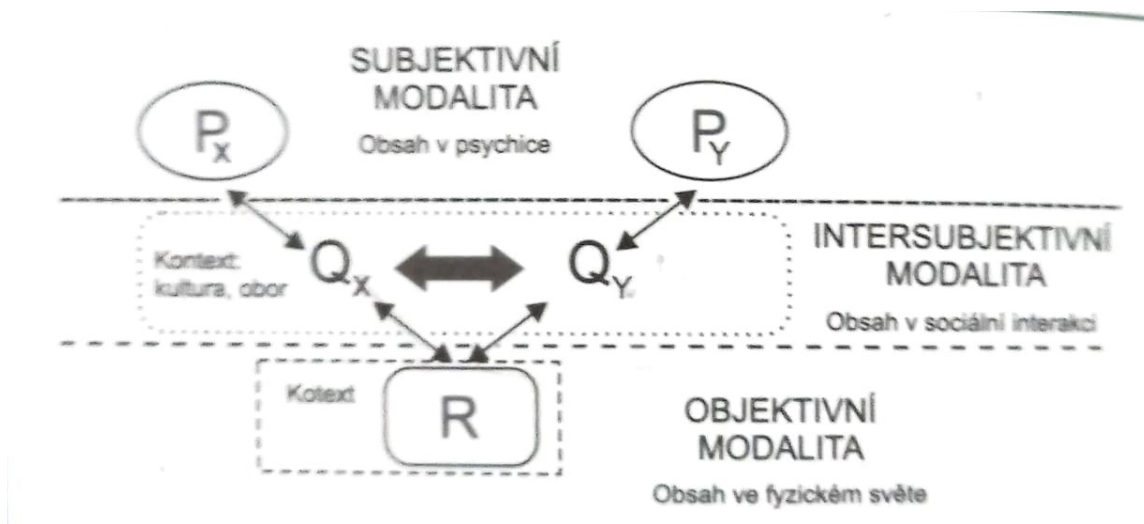 SUBJEKTIVNÍ
MODALITA
Obsah v psychice
PX
PY
Kontext:
kultura, obor
QX
QY
INTERSUBJEKTIVNÍ
MODALITA
Obsah v sociální interakci
Kotext
R
OBJEKTIVNÍ
MODALITA
Obsah ve fyzickém světe